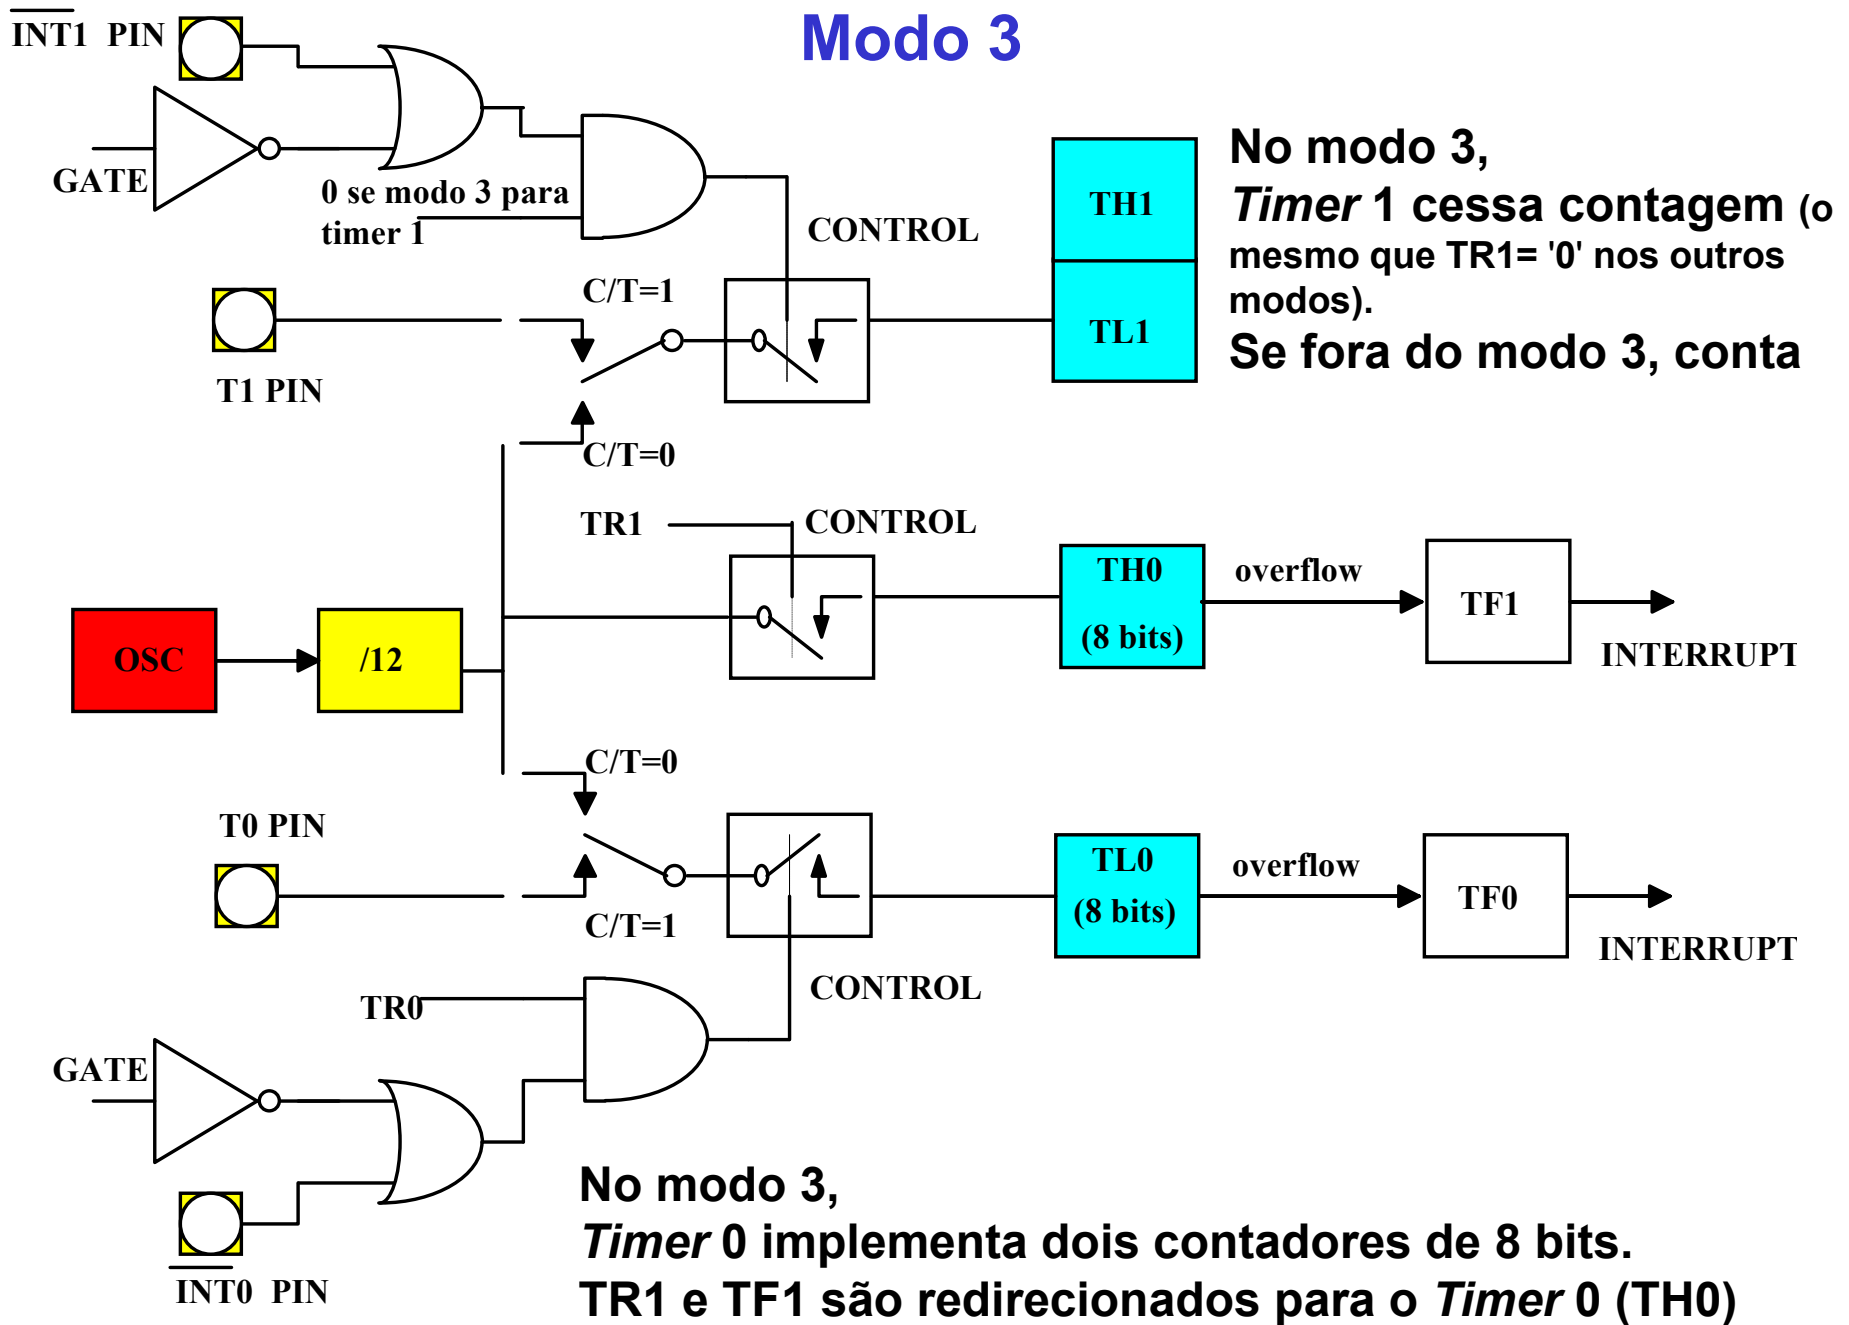 Modo 3
INT1 PIN
GATE
0 se modo 3 para
timer 1
CONTROL
TH1
TL1
No modo 3,
Timer 1 cessa contagem (o
mesmo que TR1= '0' nos outros
modos).
Se fora do modo 3, conta
C/T=1
T1 PIN
C/T=0
TR1
CONTROL
TH0
(8 bits)
overflow
TF1
INTERRUPT
OSC
/12
C/T=0
T0 PIN
C/T=1
TL0
(8 bits)
overflow
TF0
INTERRUPT
CONTROL
TR0
GATE
INT0 PIN
No modo 3,
Timer 0 implementa dois contadores de 8 bits.
TR1 e TF1 são redirecionados para o Timer 0 (TH0)